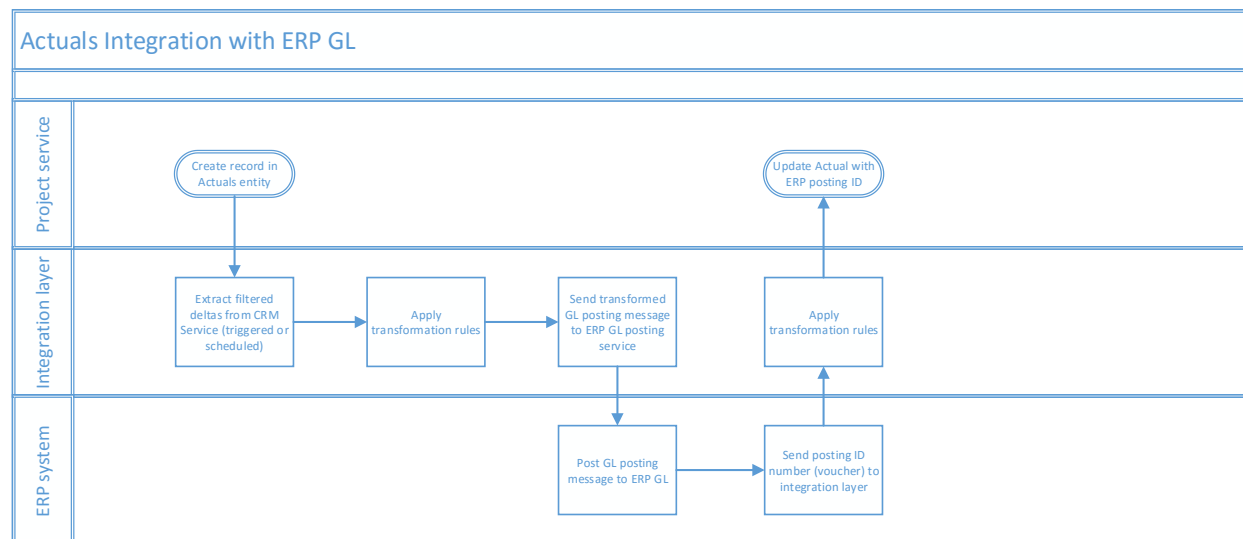 Actuals Integration with ERP GL
Project service
Create record in
Actuals entity
Update Actual with
ERP posting ID
Integration layer
Extract filtered
deltas from CRM
Service (triggered or
scheduled)
Apply
transformation rules
Send transformed
GL posting message
to ERP GL posting
service
Apply
transformation rules
ERP system
Post GL posting
message to ERP GL
Send posting ID
number (voucher) to
integration layer